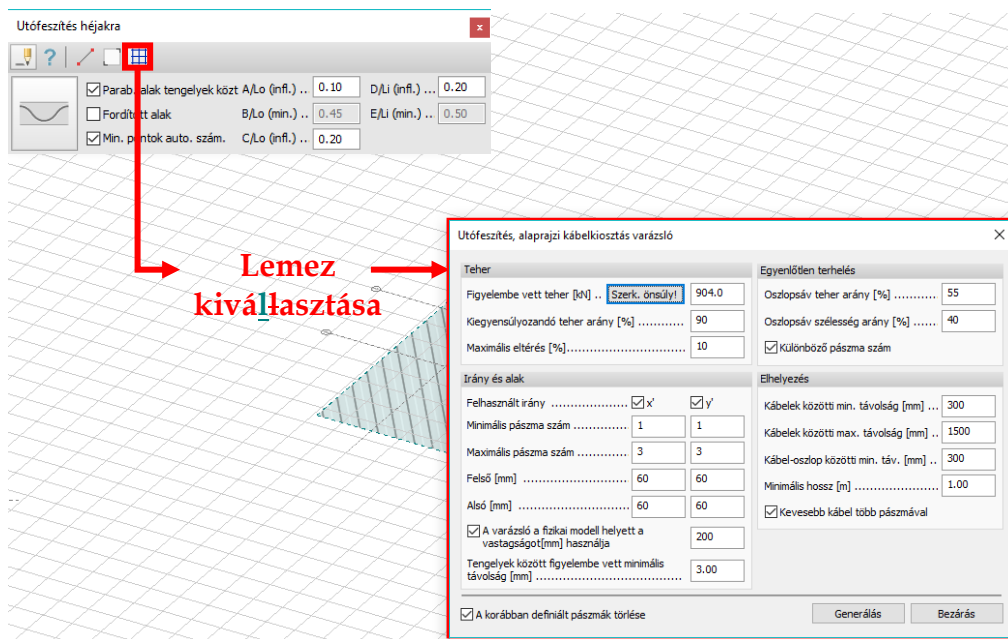 Utófeszítés héjakra
Parab. alak tengelyek közt A/Lo (infl.) .. 0.10 D/Li (infl.) ... 0.20
Fordított alak B/Lo (min.) .. 0.45 E/Li (min.) .. 0.50
Min. pontok auto. szám. C/Lo (infl.) .. 0.20
Lemez
kiválłasztása
Utófeszítés, alaprajzi kábelkiosztás varázsló
Teher
Figyelembe vett teher [kN] .. Szerk. önsúly! 904.0
Kiegyensúlyozandó teher arány [%] ............ 90
Maximális eltérés [%].............................. 10
Egyenlőtlen terhelés
Oszlopsáv teher arány [%] ........... 55
Oszlopsáv szélesség arány [%] ...... 40
Különböző pászma szám
Irány és alak
Felhasznált irány .................... x' y'
Minimális pászma szám ............... 1 1
Maximális pászma szám ............. 3 3
Felső [mm] ........................... 60 60
Alsó [mm] ............................ 60 60
A varázsló a fizikai modell helyett a
vastagságot[mm] használja 200
Tengelyek között figyelembe vett minimális
távolság [mm] ...................................... 3.00
Elhelyezés
Kábelek közötti min. távolság [mm] ... 300
Kábelek közötti max. távolság [mm] .. 1500
Kábel-oszlop közötti min. táv. [mm] .. 300
Minimális hossz [m] ...................... 1.00
Kevesebb kábel több pászmával
A korábban definiált pászmák törlése Generálás Bezárás